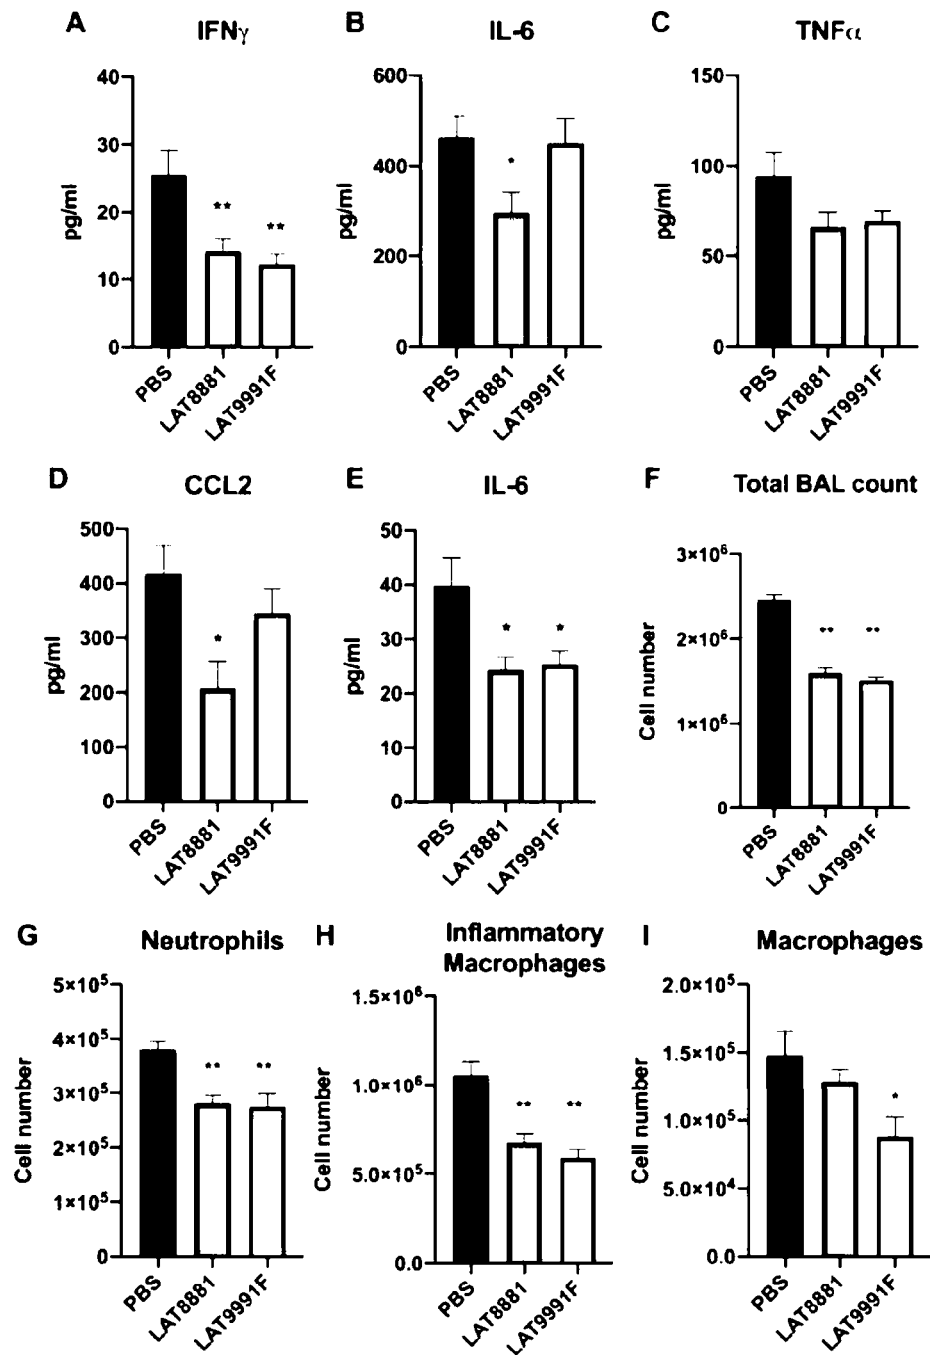 A
IFNγ
40
30
20
10
0
pg/ml
**
**
PBS
LAT8881
LAT9991F
B
IL-6
600
400
200
0
pg/ml
*
PBS
LAT8881
LAT9991F
C
TNFα
150
100
50
0
pg/ml
PBS
LAT8881
LAT9991F
D
CCL2
500
400
300
200
100
0
pg/ml
*
PBS
LAT8881
LAT9991F
E
IL-6
50
40
30
20
10
0
pg/ml
*
*
PBS
LAT8881
LAT9991F
F
Total BAL count
3×10⁶
2×10⁶
1×10⁶
0
Cell number
**
**
PBS
LAT8881
LAT9991F
G
Neutrophils
5×10⁵
4×10⁵
3×10⁵
2×10⁵
1×10⁵
0
Cell number
**
**
PBS
LAT8881
LAT9991F
H
Inflammatory
Macrophages
1.5×10⁶
1.0×10⁶
5.0×10⁵
0.0
Cell number
**
**
PBS
LAT8881
LAT9991F
I
Macrophages
2.0×10⁵
1.5×10⁵
1.0×10⁵
5.0×10⁴
0.0
Cell number
*
PBS
LAT8881
LAT9991F